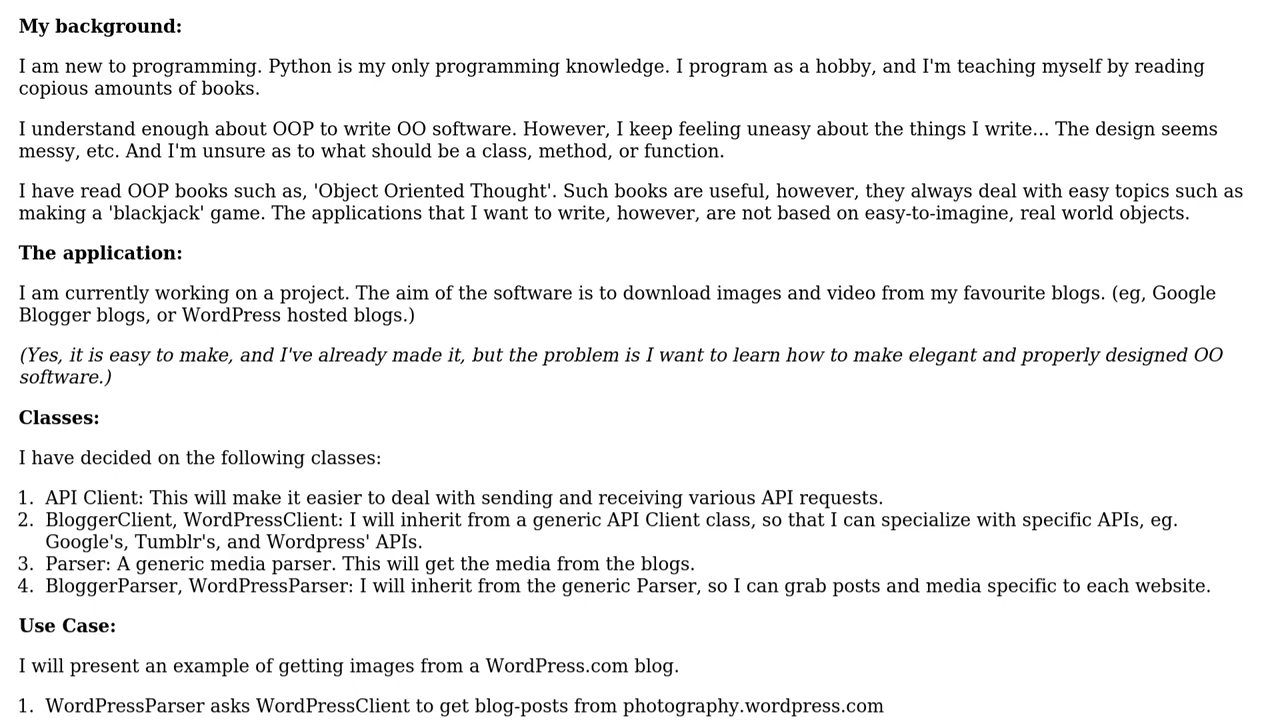 My background:
I am new to programming. Python is my only programming knowledge. I program as a hobby, and I'm teaching myself by reading
copious amounts of books.
I understand enough about OOP to write OO software. However, I keep feeling uneasy about the things I write... The design seems
messy, etc. And I'm unsure as to what should be a class, method, or function.
I have read OOP books such as, 'Object Oriented Thought'. Such books are useful, however, they always deal with easy topics such as
making a 'blackjack' game. The applications that I want to write, however, are not based on easy-to-imagine, real world objects.
The application:
I am currently working on a project. The aim of the software is to download images and video from my favourite blogs. (eg, Google
Blogger blogs, or WordPress hosted blogs.)
(Yes, it is easy to make, and I've already made it, but the problem is I want to learn how to make elegant and properly designed OO
software.)
Classes:
I have decided on the following classes:
1. API Client: This will make it easier to deal with sending and receiving various API requests.
2. BloggerClient, WordPressClient: I will inherit from a generic API Client class, so that I can specialize with specific APIs, eg.
Google's, Tumblr's, and Wordpress' APIs.
3. Parser: A generic media parser. This will get the media from the blogs.
4. BloggerParser, WordPressParser: I will inherit from the generic Parser, so I can grab posts and media specific to each website.
Use Case:
I will present an example of getting images from a WordPress.com blog.
1. WordPressParser asks WordPressClient to get blog-posts from photography.wordpress.com